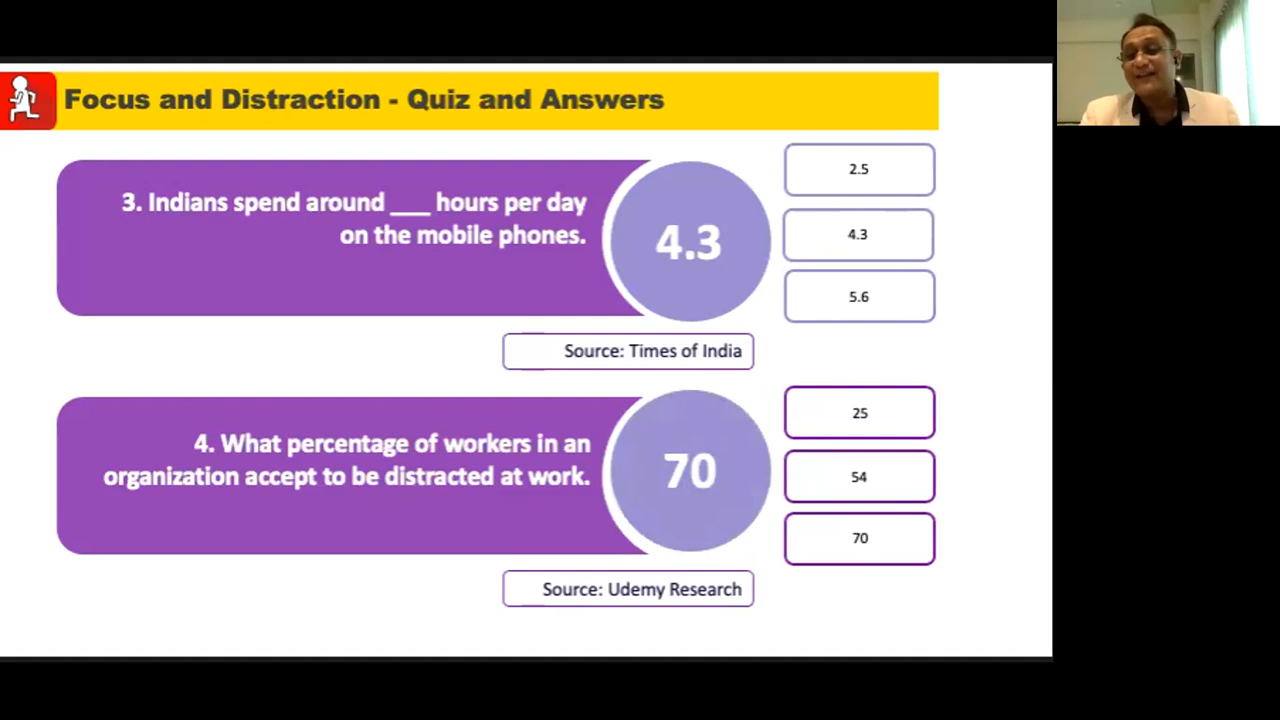 Focus and Distraction - Quiz and Answers
3. Indians spend around ___ hours per day
on the mobile phones.
4.3
2.5
4.3
5.6
Source: Times of India
4. What percentage of workers in an
organization accept to be distracted at work.
70
25
54
70
Source: Udemy Research